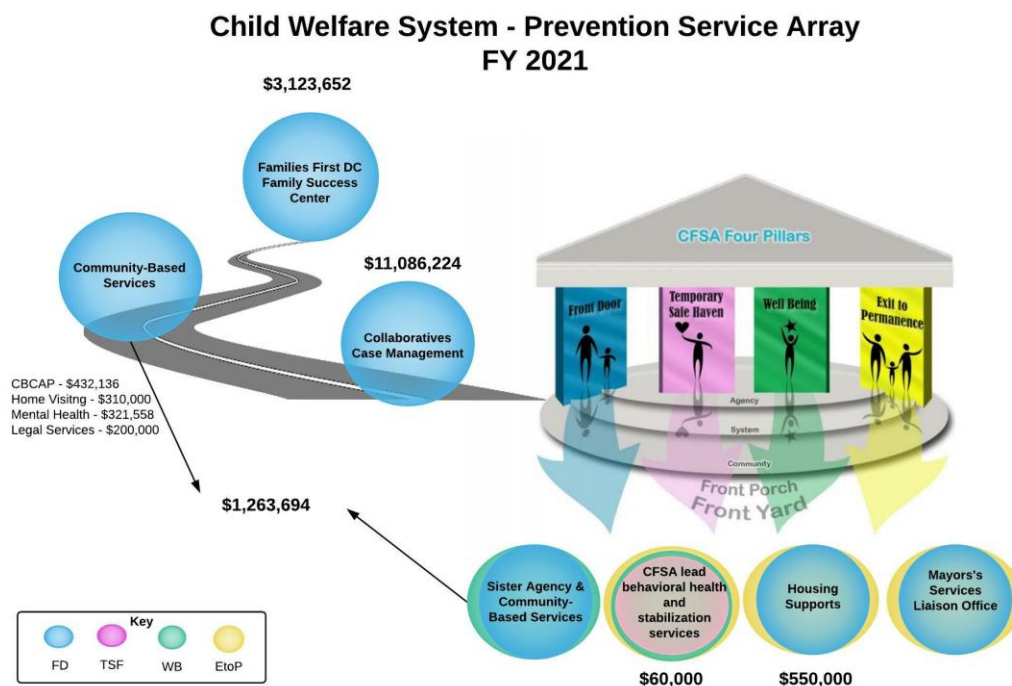 Child Welfare System - Prevention Service Array
FY 2021
$3,123,652
Families First DC
Family Success
Center
Community-Based
Services
$11,086,224
Collaboratives
Case Management
CBCAP - $432,136
Home Visitng - $310,000
Mental Health - $321,558
Legal Services - $200,000
$1,263,694
CFSA Four Pillars
Front Door
Temporary
Safe Haven
Well Being
Exit to
Permanence
Agency
System
Community
Front Porch
Front Yard
Sister Agency &
Community-
Based Services
CFSA lead
behavioral health
and
stabilization
services
$60,000
Housing
Supports
$550,000
Mayors's
Services
Liaison Office
Key
FD
TSF
WB
EtoP